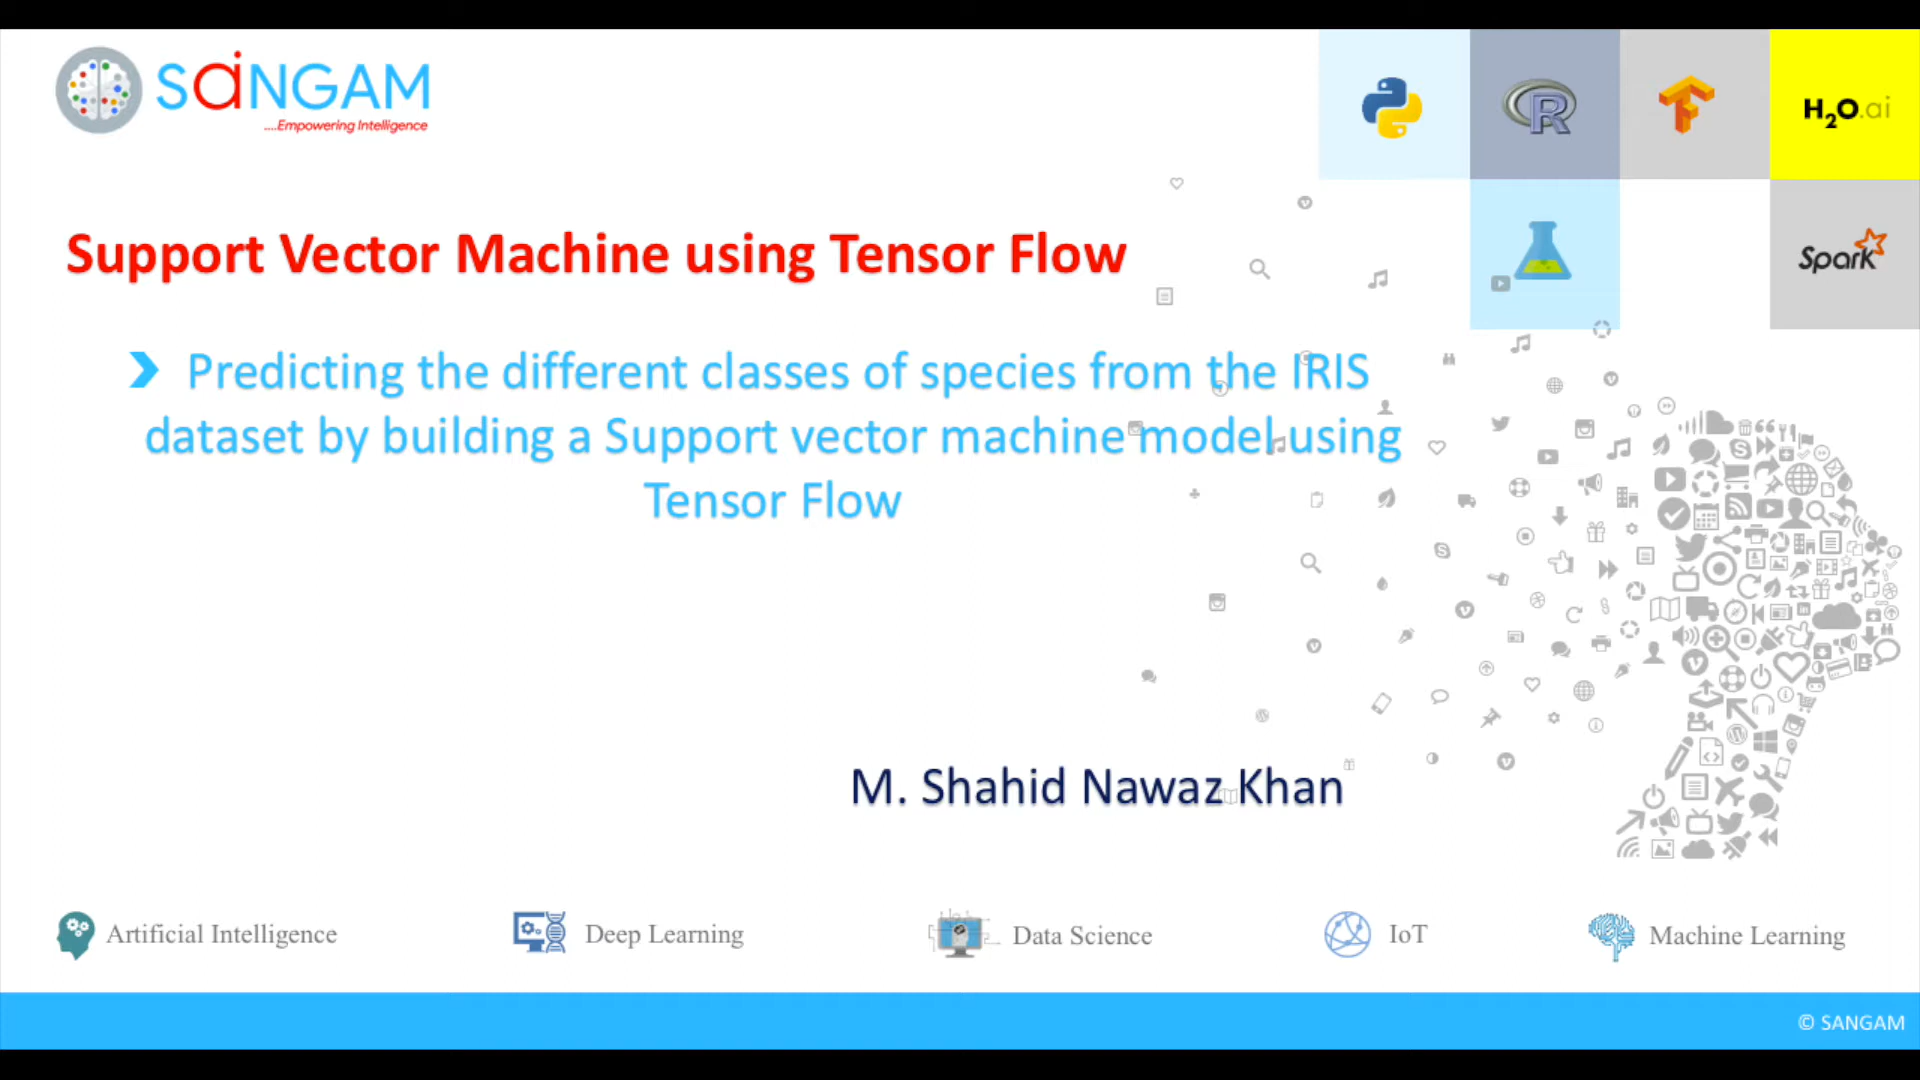 SaiNGAM
....Empowering Intelligence
H2O.ai
Spark
Support Vector Machine using Tensor Flow
Predicting the different classes of species from the IRIS
dataset by building a Support vector machine model using
Tensor Flow
M. Shahid Nawaz Khan
Artificial Intelligence
Deep Learning
Data Science
IoT
Machine Learning
© SANGAM